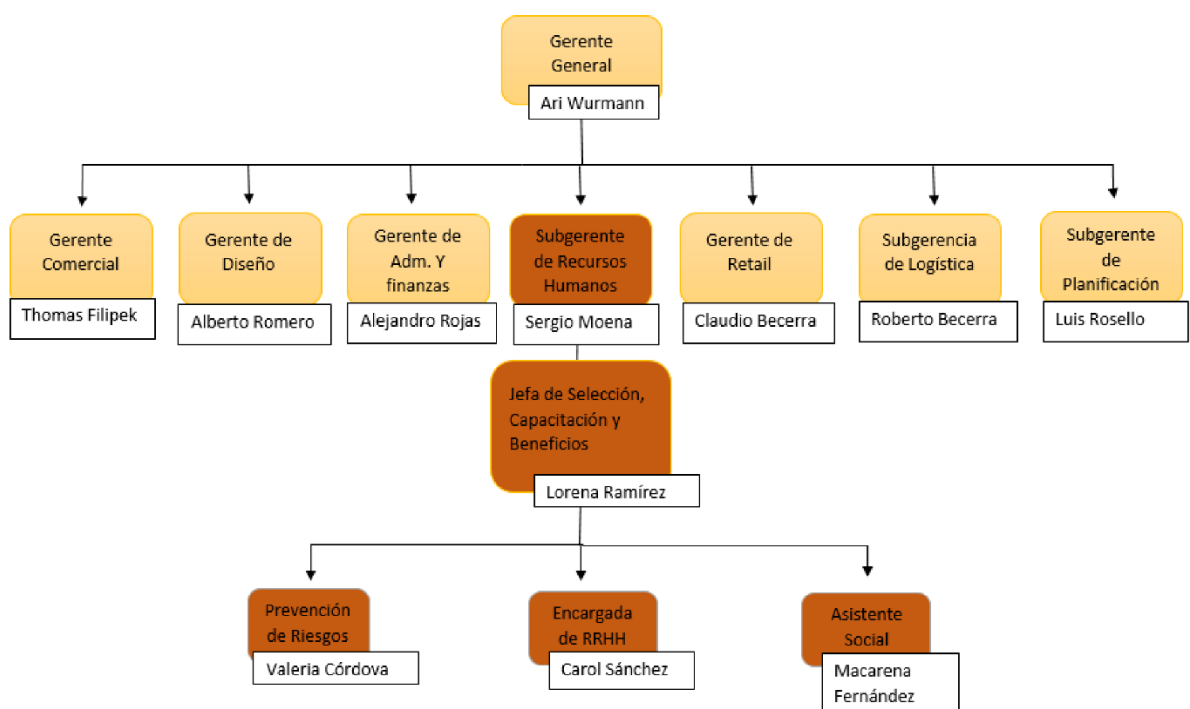 Gerente
General
Ari Wurmann
Gerente
Comercial
Thomas Filipek
Gerente de
Diseño
Alberto Romero
Gerente de
Adm. Y
finanzas
Alejandro Rojas
Subgerente
de Recursos
Humanos
Sergio Moena
Gerente de
Retail
Claudio Becerra
Subgerencia
de Logística
Roberto Becerra
Subgerente
de
Planificación
Luis Rosello
Jefa de Selección,
Capacitación y
Beneficios
Lorena Ramírez
Prevención
de Riesgos
Valeria Córdova
Encargada
de RRHH
Carol Sánchez
Asistente
Social
Macarena
Fernández